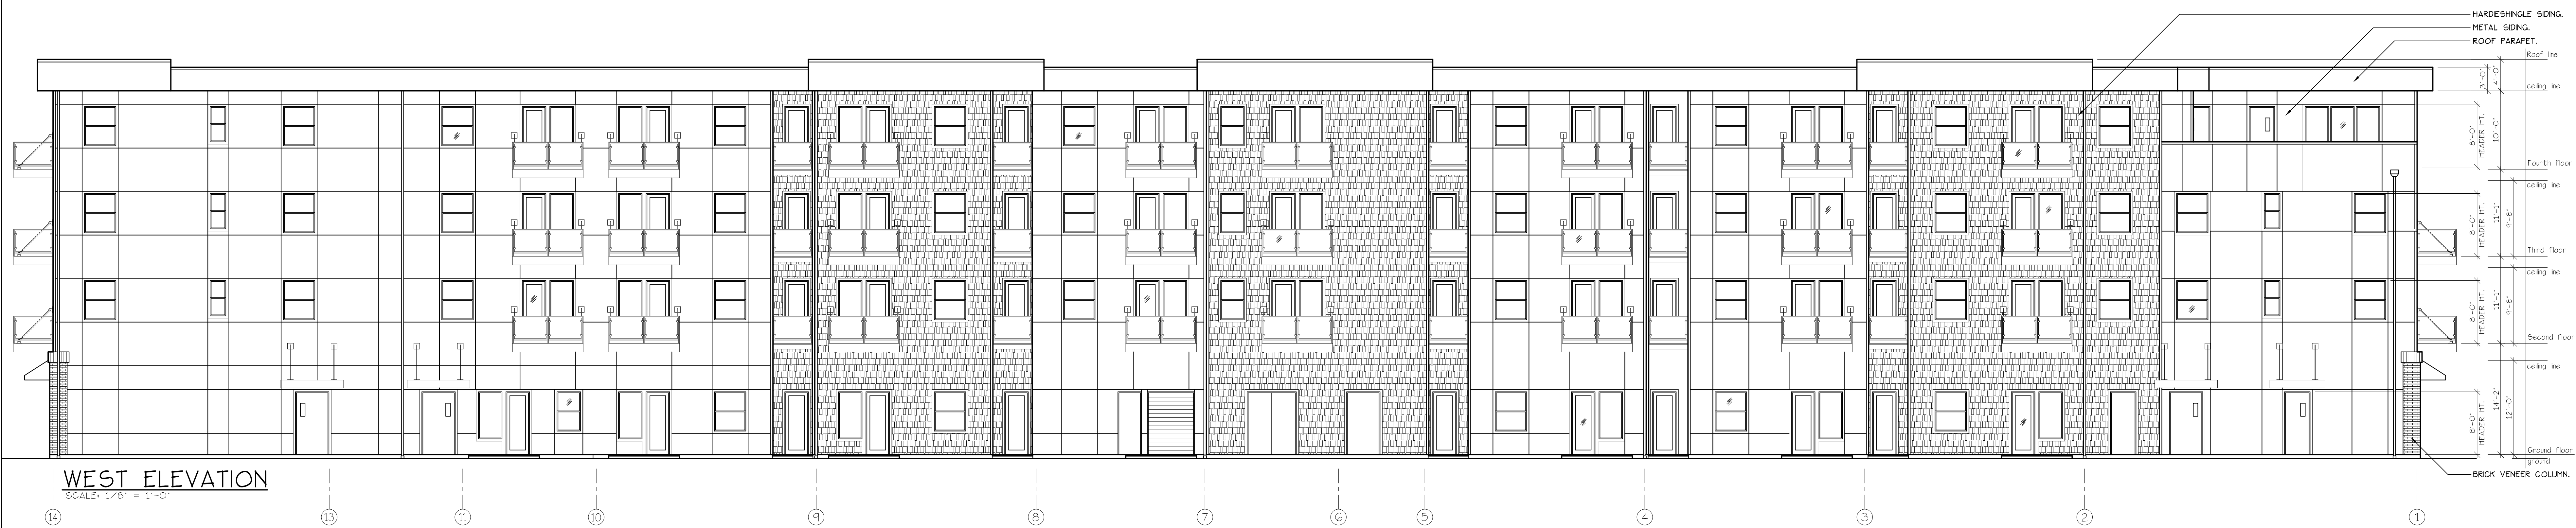 HARDIESHINGLE SIDING.
METAL SIDING.
ROOF PARAPET.
Roof line
3'-0"
4'-0"
ceiling line
8'-0"
HEADER HT.
10'-0"
Fourth floor
ceiling line
8'-0"
HEADER HT.
11'-1"
9'-8"
Third floor
ceiling line
8'-0"
HEADER HT.
11'-1"
9'-8"
Second floor
ceiling line
8'-0"
HEADER HT.
14'-2"
12'-0"
Ground floor
ground
BRICK VENEER COLUMN.
WEST ELEVATION
SCALE: 1/8" = 1'-0"
14 13 11 10 9 8 7 6 5 4 3 2 1